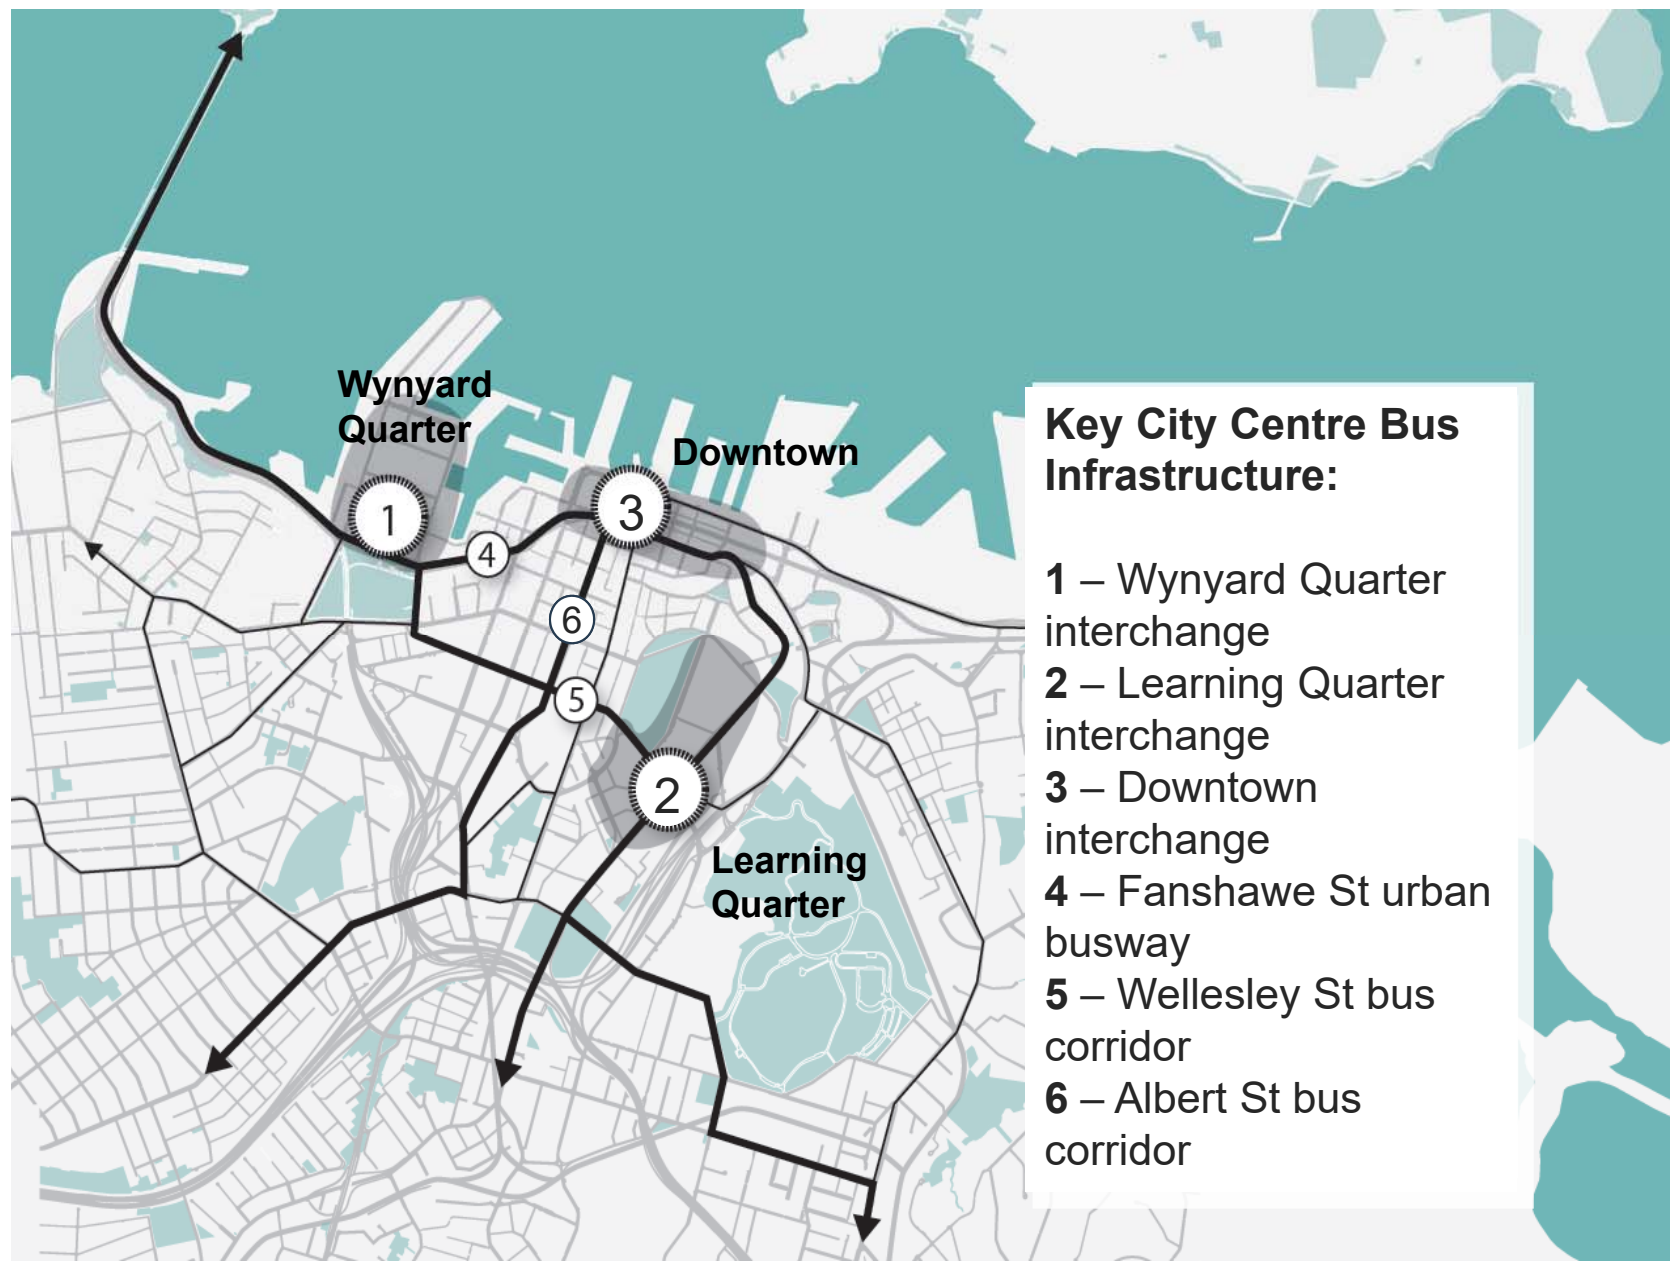 Wynyard
Quarter
Downtown
1
3
4
6
5
2
Learning
Quarter
Key City Centre Bus
Infrastructure:
1 – Wynyard Quarter
interchange
2 – Learning Quarter
interchange
3 – Downtown
interchange
4 – Fanshawe St urban
busway
5 – Wellesley St bus
corridor
6 – Albert St bus
corridor